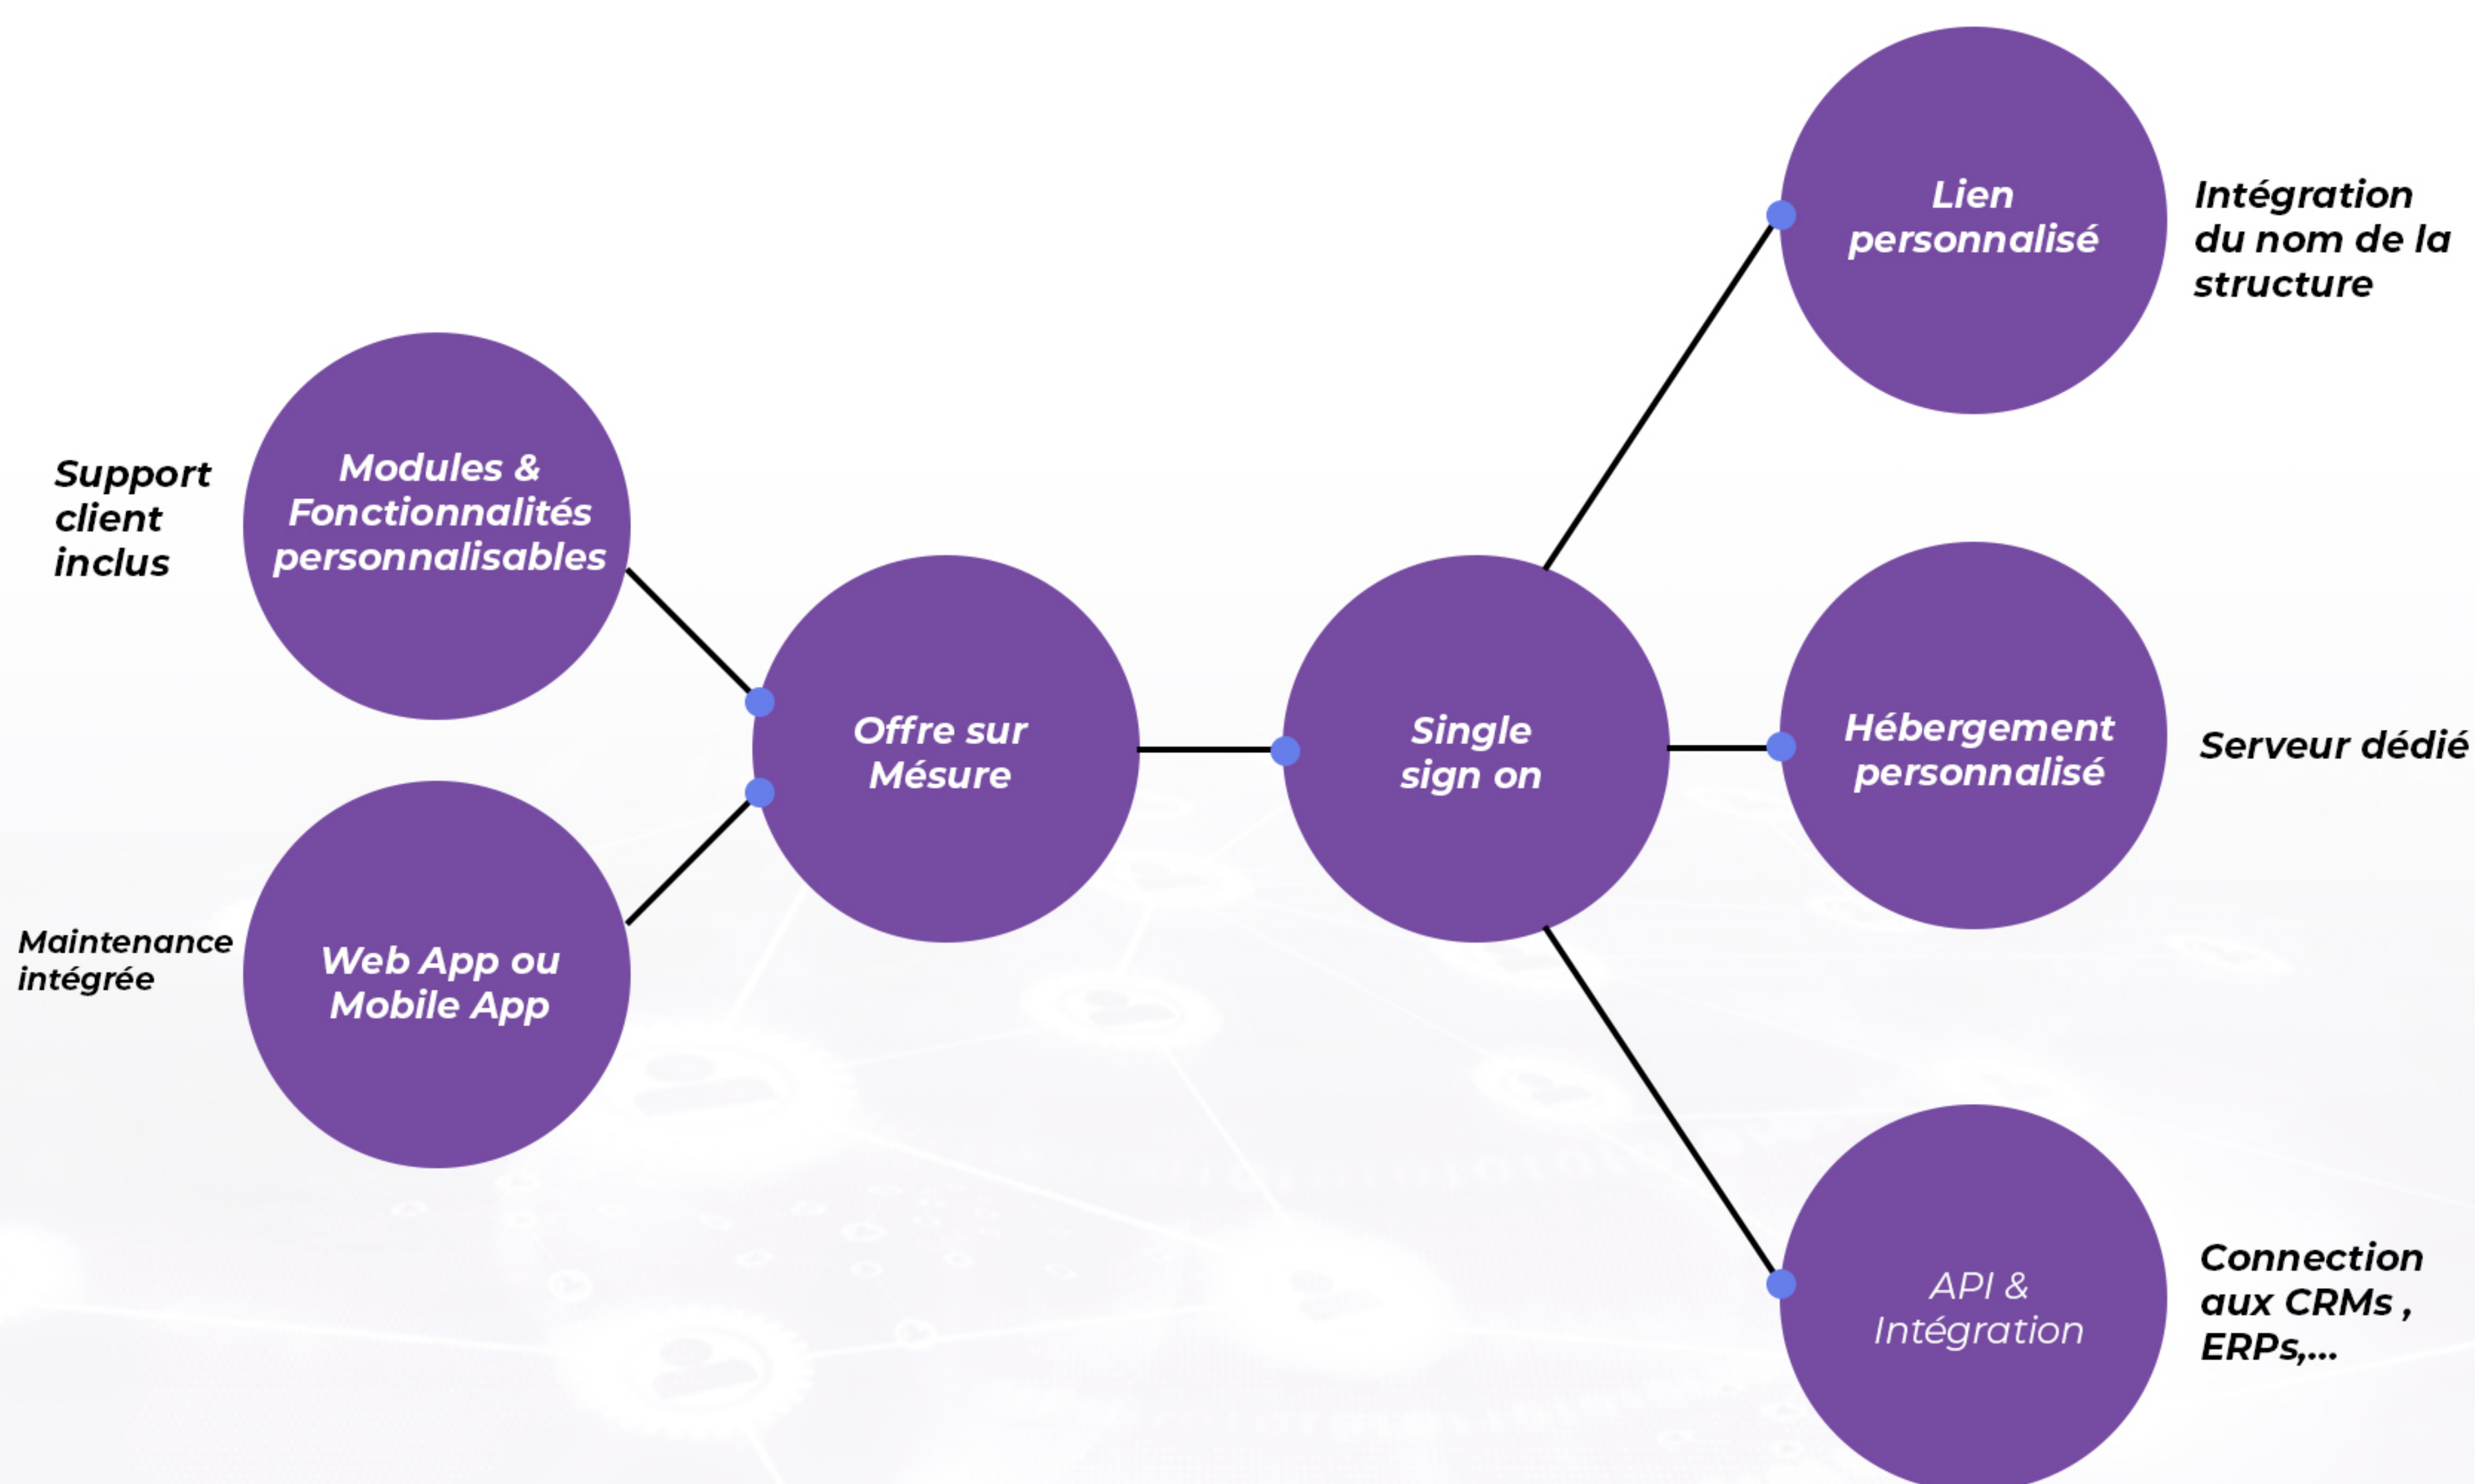 Support
client
inclus
Modules &
Fonctionnalités
personnalisables
Maintenance
intégrée
Web App ou
Mobile App
Offre sur
Mésure
Single
sign on
Lien
personnalisé
Intégration
du nom de la
structure
Hébergement
personnalisé
Serveur dédié
API &
Intégration
Connection
aux CRMs ,
ERPs,...